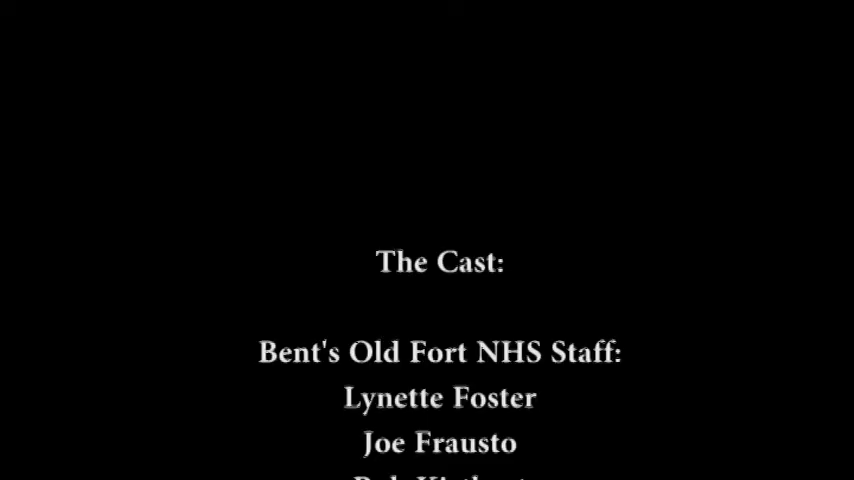 The Cast:
Bent's Old Fort NHS Staff:
Lynette Foster
Joe Frausto